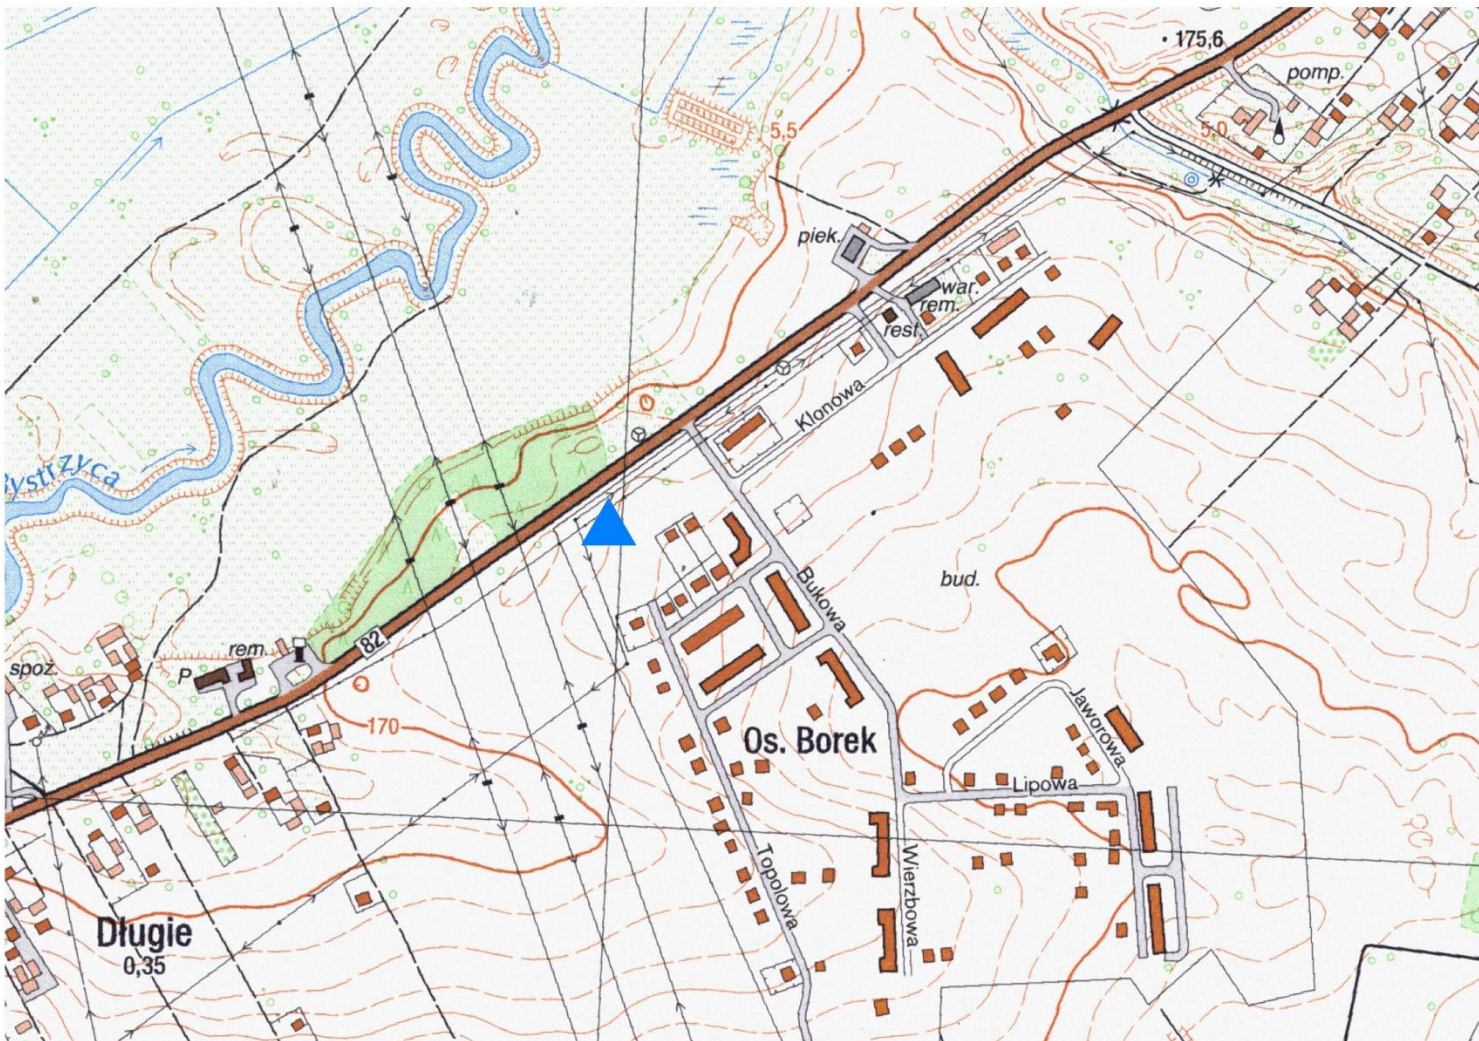 175,6
pomp.
5,5
5,0
piek.
war.
rem.
rest.
Klonowa
Bystrzyca
bud.
Bukowa
82
rem.
spoż.
P
170
Os. Borek
Jaworowa
Lipowa
Topolowa
Wierzbowa
Długie
0,35